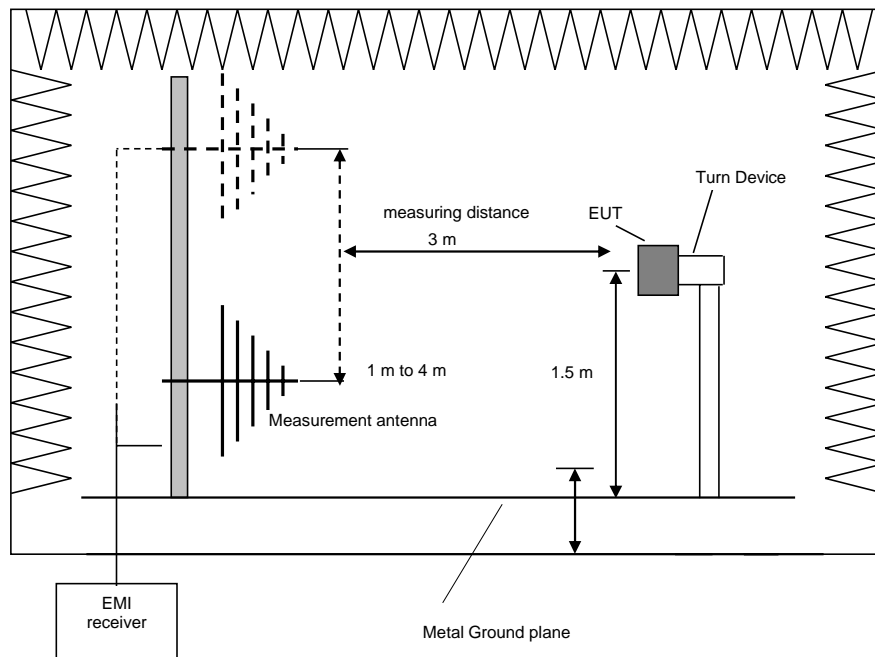 Turn Device
EUT
measuring distance
3 m
1 m to 4 m
1.5 m
Measurement antenna
EMI
receiver
Metal Ground plane